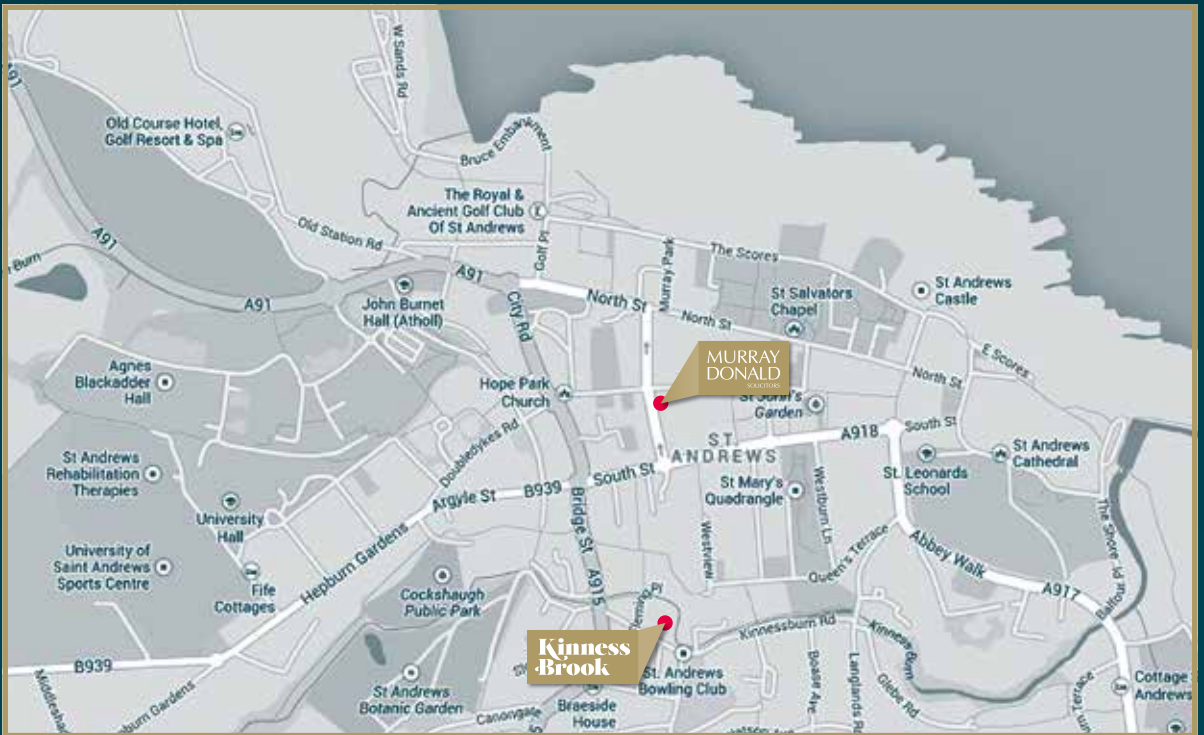 A91
W Sands Rd
Old Course Hotel,
Golf Resort & Spa
Bruce Embankment
The Royal &
Ancient Golf Club
Of St Andrews
Old Station Rd
Golf Pl
Murray Park
The Scores
A91
Burn
A91
A91
John Burnet
Hall (Atholl)
City Rd
North St
North St
St Salvators
Chapel
St Andrews
Castle
E Scores
MURRAY
DONALD
SOLICITORS
North St
Agnes
Blackadder
Hall
Hope Park
Church
St John's
Garden
Doubledykes Rd
A918
South St
ST
ANDREWS
St Andrews
Cathedral
St. Leonards
School
St Andrews
Rehabilitation
Therapies
South St
B939
Argyle St
St Mary's
Quadrangle
University
Hall
Bridge St
Westview
Westburn Ln
The Shore
Hepburn Gardens
Queen's Terrace
Abbey Walk
University of
Saint Andrews
Sports Centre
Fife
Cottages
Cockshaugh
Public Park
A915
A917
Balfour Pl
Kinnessburn Rd
Kinness Burn
Kinness
Brook
B939
St. Andrews
Bowling Club
St Andrews
Botanic Garden
Boase Ave
Langlands Rd
Glebe Rd
Cottage
Andrews
Terrace
burn Gardens
Canongate
Braeside
House